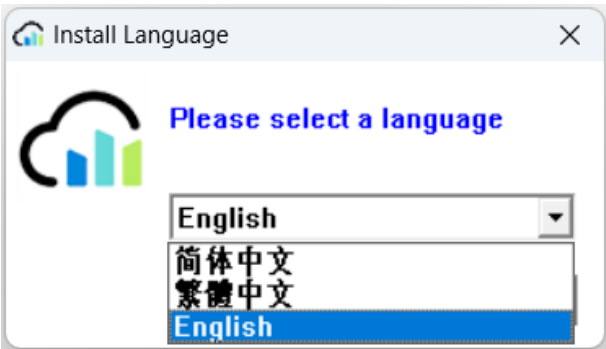 Install Language
Please select a language
English
简体中文
繁體中文
English